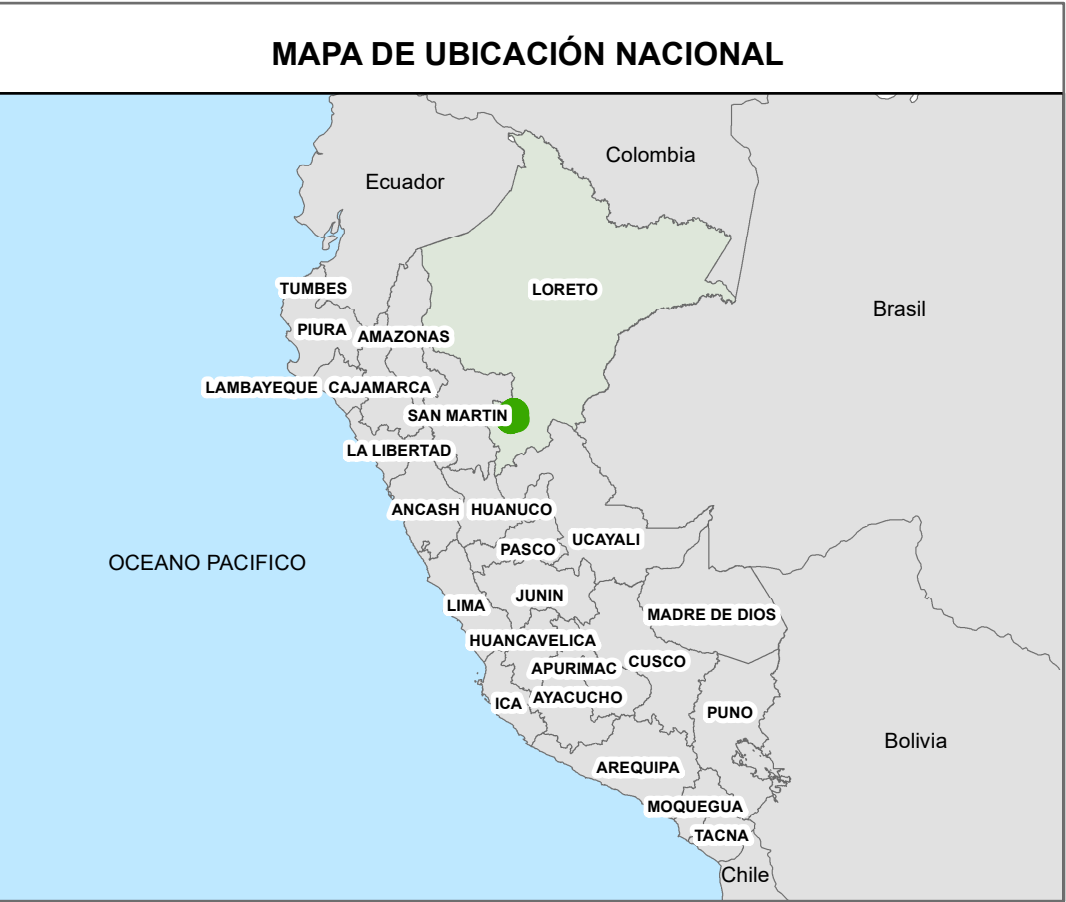 MAPA DE UBICACIÓN NACIONAL
Colombia
Ecuador
TUMBES
LORETO
Brasil
PIURA
AMAZONAS
LAMBAYEQUE
CAJAMARCA
SAN MARTIN
LA LIBERTAD
ANCASH
HUANUCO
UCAYALI
PASCO
OCEANO PACIFICO
JUNIN
LIMA
MADRE DE DIOS
HUANCAVELICA
CUSCO
APURIMAC
AYACUCHO
ICA
PUNO
Bolivia
AREQUIPA
MOQUEGUA
TACNA
Chile